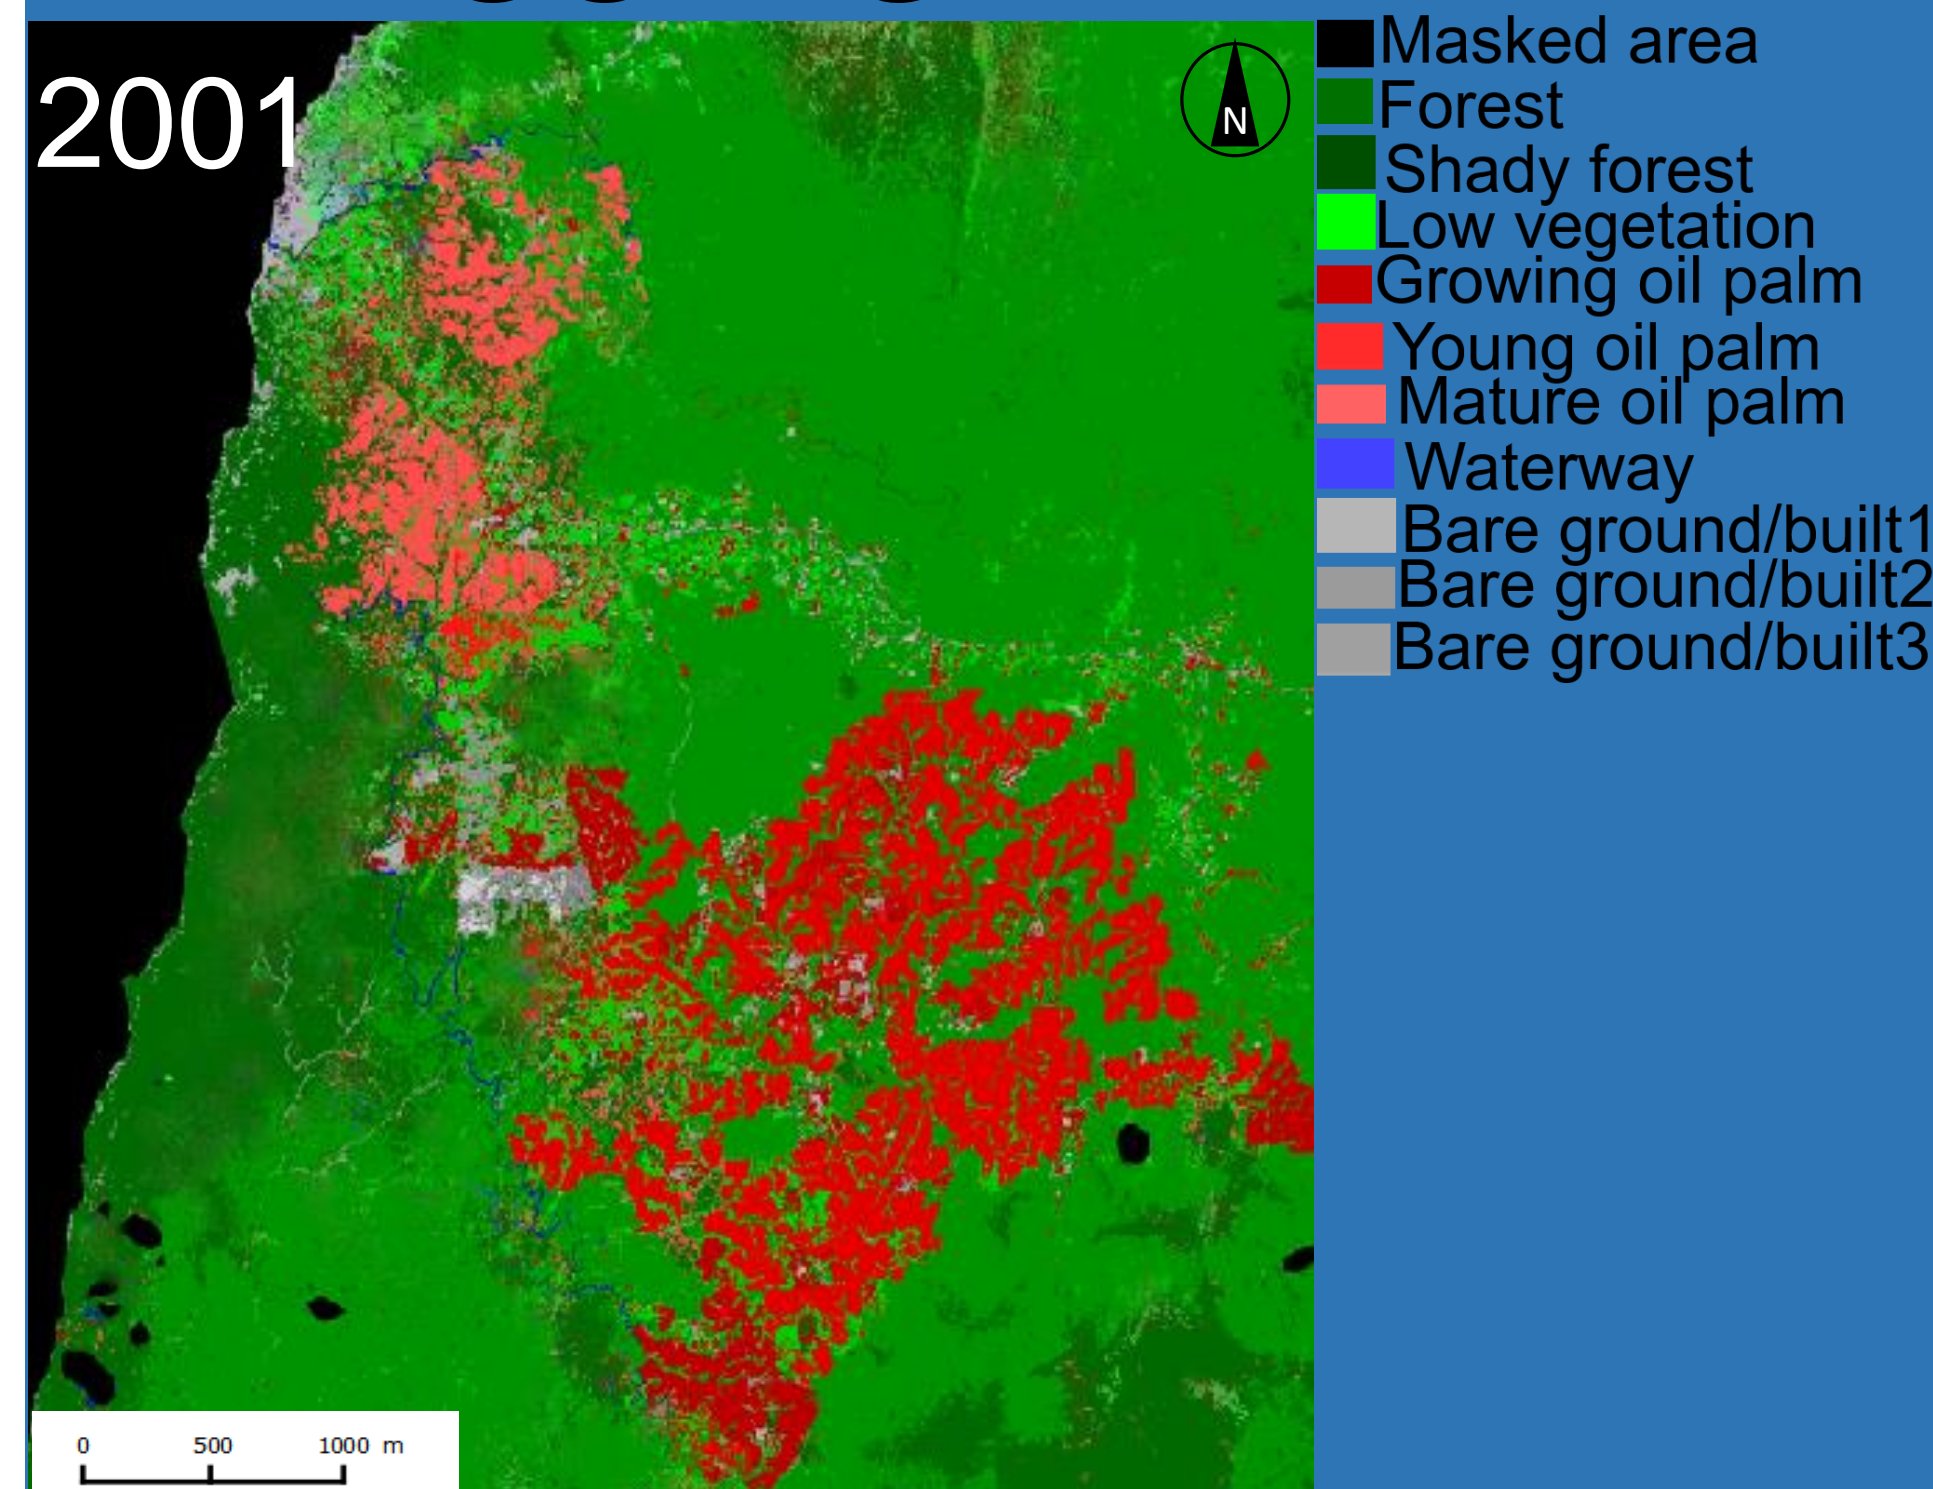 2001
N
Masked area
Forest
Shady forest
Low vegetation
Growing oil palm
Young oil palm
Mature oil palm
Waterway
Bare ground/built1
Bare ground/built2
Bare ground/built3
0 500 1000 m